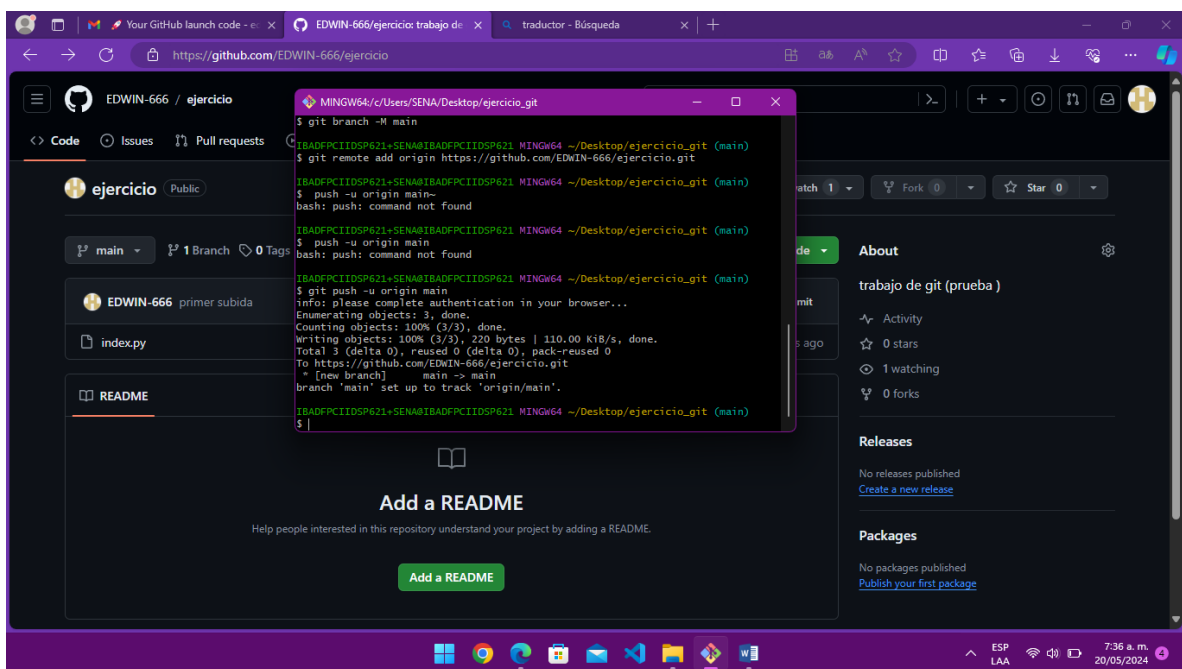 Your GitHub launch code - ec
EDWIN-666/ejercicio: trabajo de
traductor - Búsqueda
https://github.com/EDWIN-666/ejercicio
EDWIN-666 / ejercicio
Code
Issues
Pull requests
ejercicio Public
atch 1
Fork 0
Star 0
main
1 Branch
0 Tags
de
EDWIN-666 primer subida
mit
index.py
s ago
README
MINGW64:/c/Users/SENA/Desktop/ejercicio_git
$ git branch -M main
IBADFPCIIDSP621+SENA@IBADFPCIIDSP621 MINGW64 ~/Desktop/ejercicio_git (main)
$ git remote add origin https://github.com/EDWIN-666/ejercicio.git
IBADFPCIIDSP621+SENA@IBADFPCIIDSP621 MINGW64 ~/Desktop/ejercicio_git (main)
$  push -u origin main~
bash: push: command not found
IBADFPCIIDSP621+SENA@IBADFPCIIDSP621 MINGW64 ~/Desktop/ejercicio_git (main)
$  push -u origin main
bash: push: command not found
IBADFPCIIDSP621+SENA@IBADFPCIIDSP621 MINGW64 ~/Desktop/ejercicio_git (main)
$ git push -u origin main
info: please complete authentication in your browser...
Enumerating objects: 3, done.
Counting objects: 100% (3/3), done.
Writing objects: 100% (3/3), 220 bytes | 110.00 KiB/s, done.
Total 3 (delta 0), reused 0 (delta 0), pack-reused 0
To https://github.com/EDWIN-666/ejercicio.git
 * [new branch]      main -> main
branch 'main' set up to track 'origin/main'.
IBADFPCIIDSP621+SENA@IBADFPCIIDSP621 MINGW64 ~/Desktop/ejercicio_git (main)
$
Add a README
Help people interested in this repository understand your project by adding a README.
Add a README
About
trabajo de git (prueba )
Activity
0 stars
1 watching
0 forks
Releases
No releases published
Create a new release
Packages
No packages published
Publish your first package
ESP
LAA
7:36 a. m.
20/05/2024
4